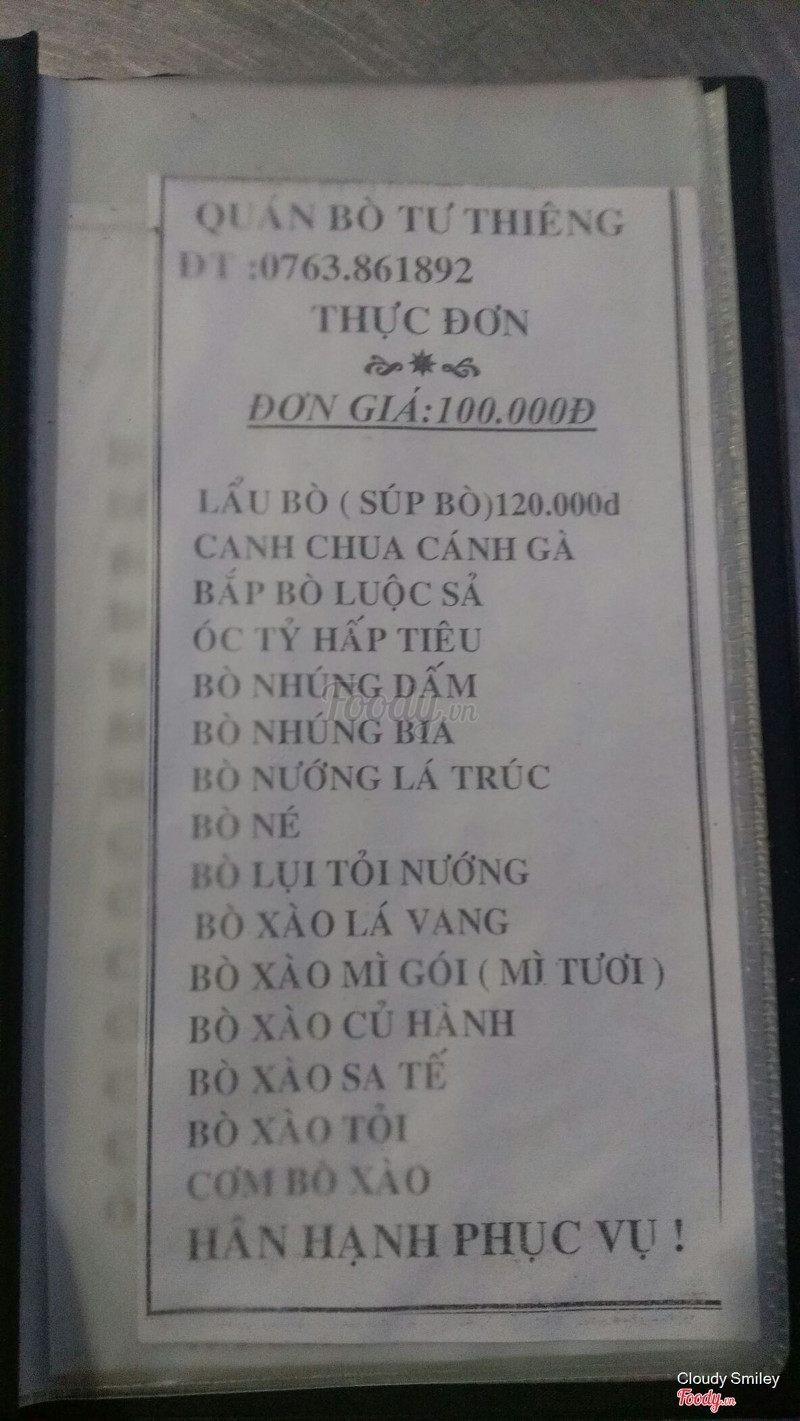 QUÁN BÒ TƯ THIÊNG
ĐT :0763.861892
THỰC ĐƠN
ĐƠN GIÁ:100.000Đ
LẨU BÒ ( SÚP BÒ)120.000d
CANH CHUA CÁNH GÀ
BẮP BÒ LUỘC SẢ
ÓC TỶ HẤP TIÊU
BÒ NHÚNG DẤM
BÒ NHÚNG BIA
BÒ NƯỚNG LÁ TRÚC
BÒ NÉ
BÒ LỤI TỎI NƯỚNG
BÒ XÀO LÁ VANG
BÒ XÀO MÌ GÓI ( MÌ TƯƠI )
BÒ XÀO CỦ HÀNH
BÒ XÀO SA TẾ
BÒ XÀO TỎI
CƠM BÒ XÀO
HÂN HẠNH PHỤC VỤ !
Foody.vn
Cloudy Smiley
Foody.vn